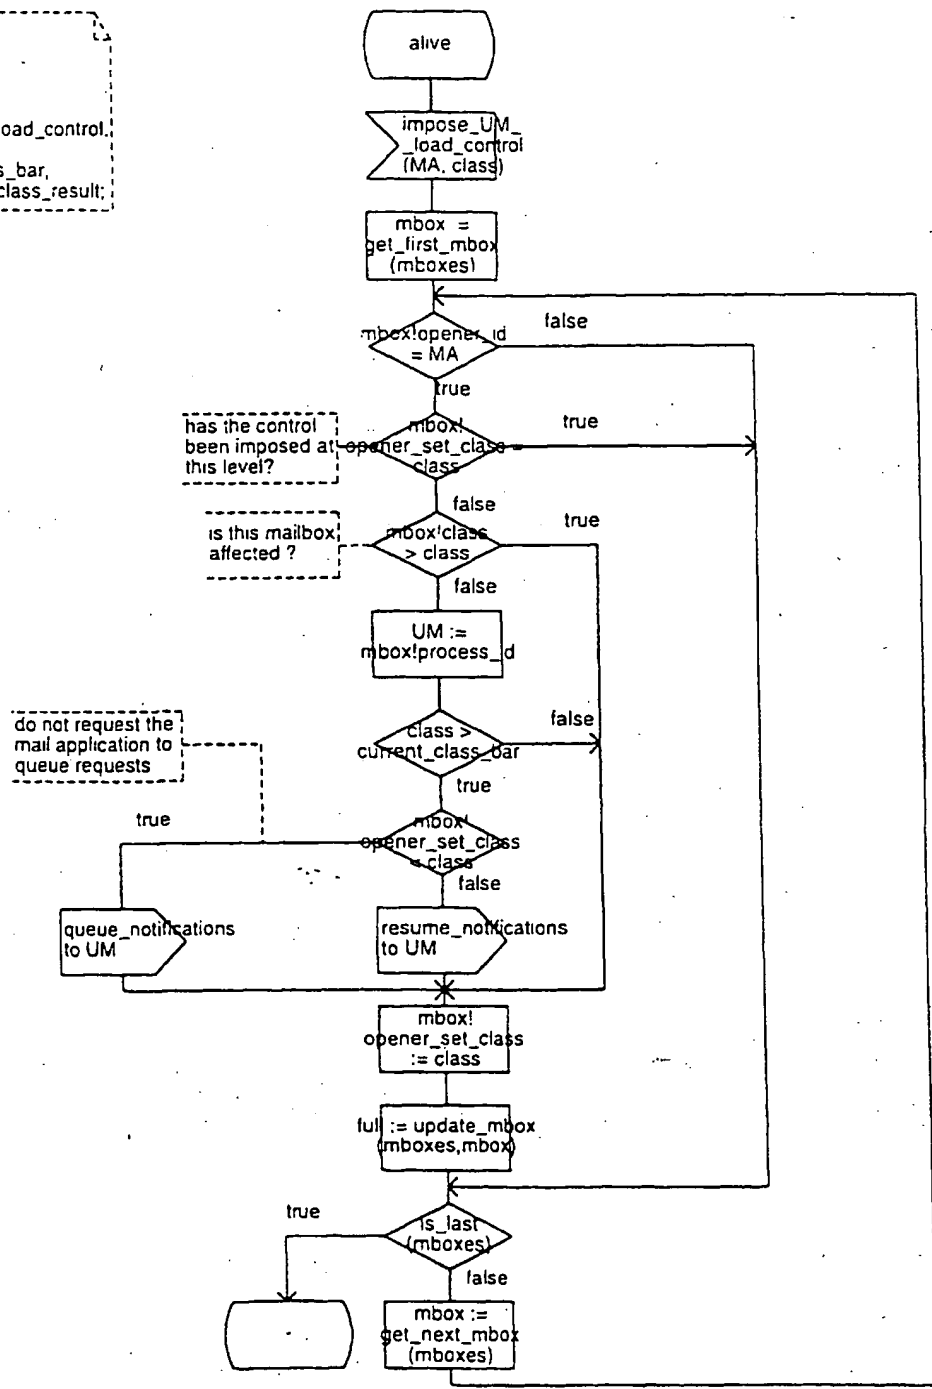 alive
oad_control.
s_bar,
class_result;
impose_UM_
_load_control
(MA, class)
mbox =
get_first_mbox
(mboxes)
mbox!opener_id
= MA
false
true
has the control
been imposed at
this level?
mbox!
opener_set_class =
class
true
false
is this mailbox
affected ?
mbox!class
> class
true
false
UM :=
mbox!process_id
class >
current_class_bar
false
true
do not request the
mail application to
queue requests
mbox!
opener_set_class
< class
true
false
queue_notifications
to UM
resume_notifications
to UM
mbox!
opener_set_class
:= class
full := update_mbox
(mboxes,mbox)
is_last
(mboxes)
true
false
-
mbox :=
get_next_mbox
(mboxes)